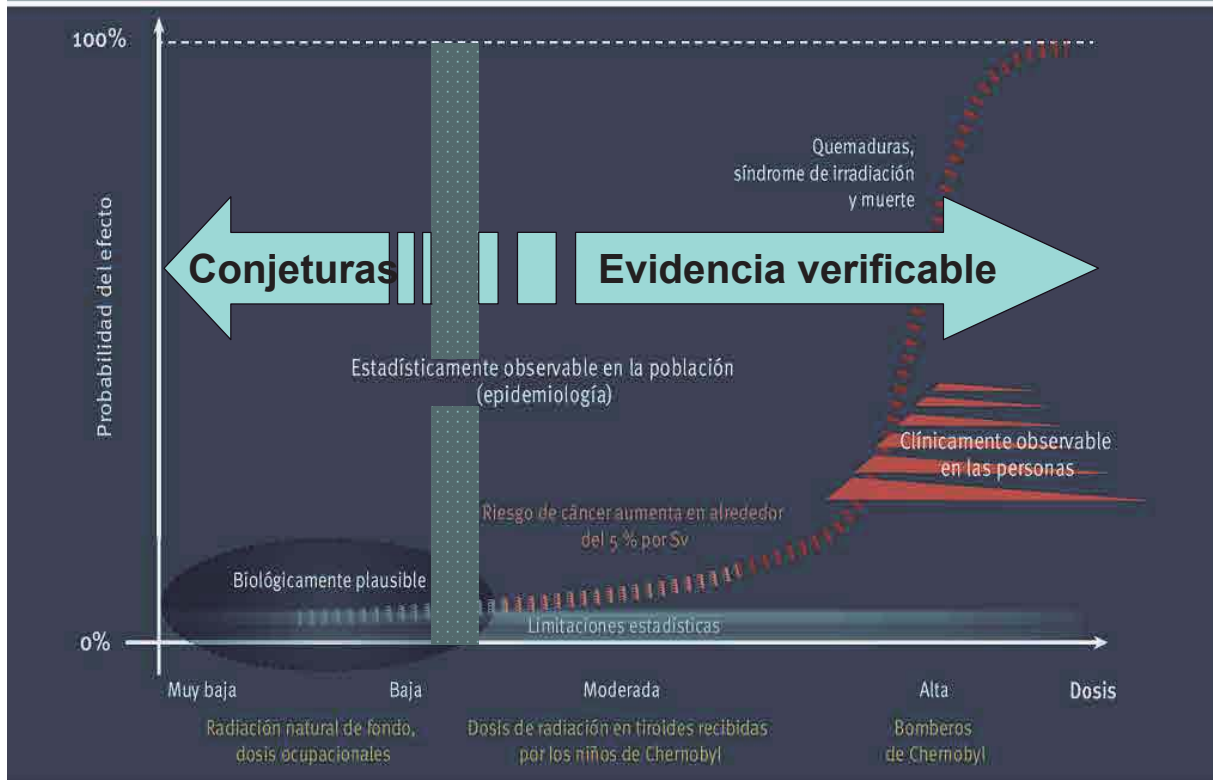 100%
Probabilidad del efecto
Quemaduras,
síndrome de irradiación
y muerte
Conjeturas
Evidencia verificable
Estadísticamente observable en la población
(epidemiología)
Clínicamente observable
en las personas
Riesgo de câncer aumenta en alrededor
del 5 % por Sv
Biológicamente plausible
Limitaciones estadísticas
0%
Muy baja
Baja
Moderada
Alta
Dosis
Radiación natural de fondo,
dosis ocupacionales
Dosis de radiación en tiroides recibidas
por los niños de Chernobyl
Bomberos
de Chernobyl